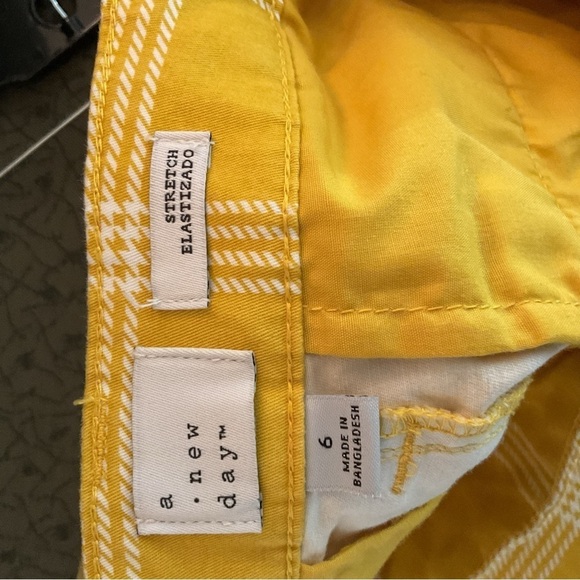 STRETCH
ELASTIZADO
a
• new
day™
6
MADE IN
BANGLADESH